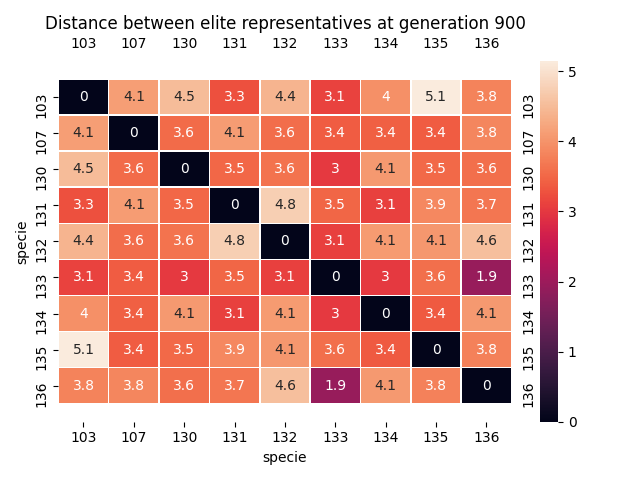 Distance between elite representatives at generation 900
103 107 130 131 132 133 134 135 136
103 0 4.1 4.5 3.3 4.4 3.1 4 5.1 3.8 103
107 4.1 0 3.6 4.1 3.6 3.4 3.4 3.4 3.8 107
130 4.5 3.6 0 3.5 3.6 3 4.1 3.5 3.6 130
131 3.3 4.1 3.5 0 4.8 3.5 3.1 3.9 3.7 131
132 4.4 3.6 3.6 4.8 0 3.1 4.1 4.1 4.6 132
133 3.1 3.4 3 3.5 3.1 0 3 3.6 1.9 133
134 4 3.4 4.1 3.1 4.1 3 0 3.4 4.1 134
135 5.1 3.4 3.5 3.9 4.1 3.6 3.4 0 3.8 135
136 3.8 3.8 3.6 3.7 4.6 1.9 4.1 3.8 0 136
103 107 130 131 132 133 134 135 136
specie
specie
5
4
3
2
1
0